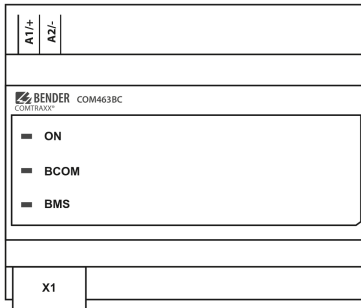 A1/+
A2/-
BENDER COM463BC
COMTRAXX®
ON
BCOM
BMS
X1